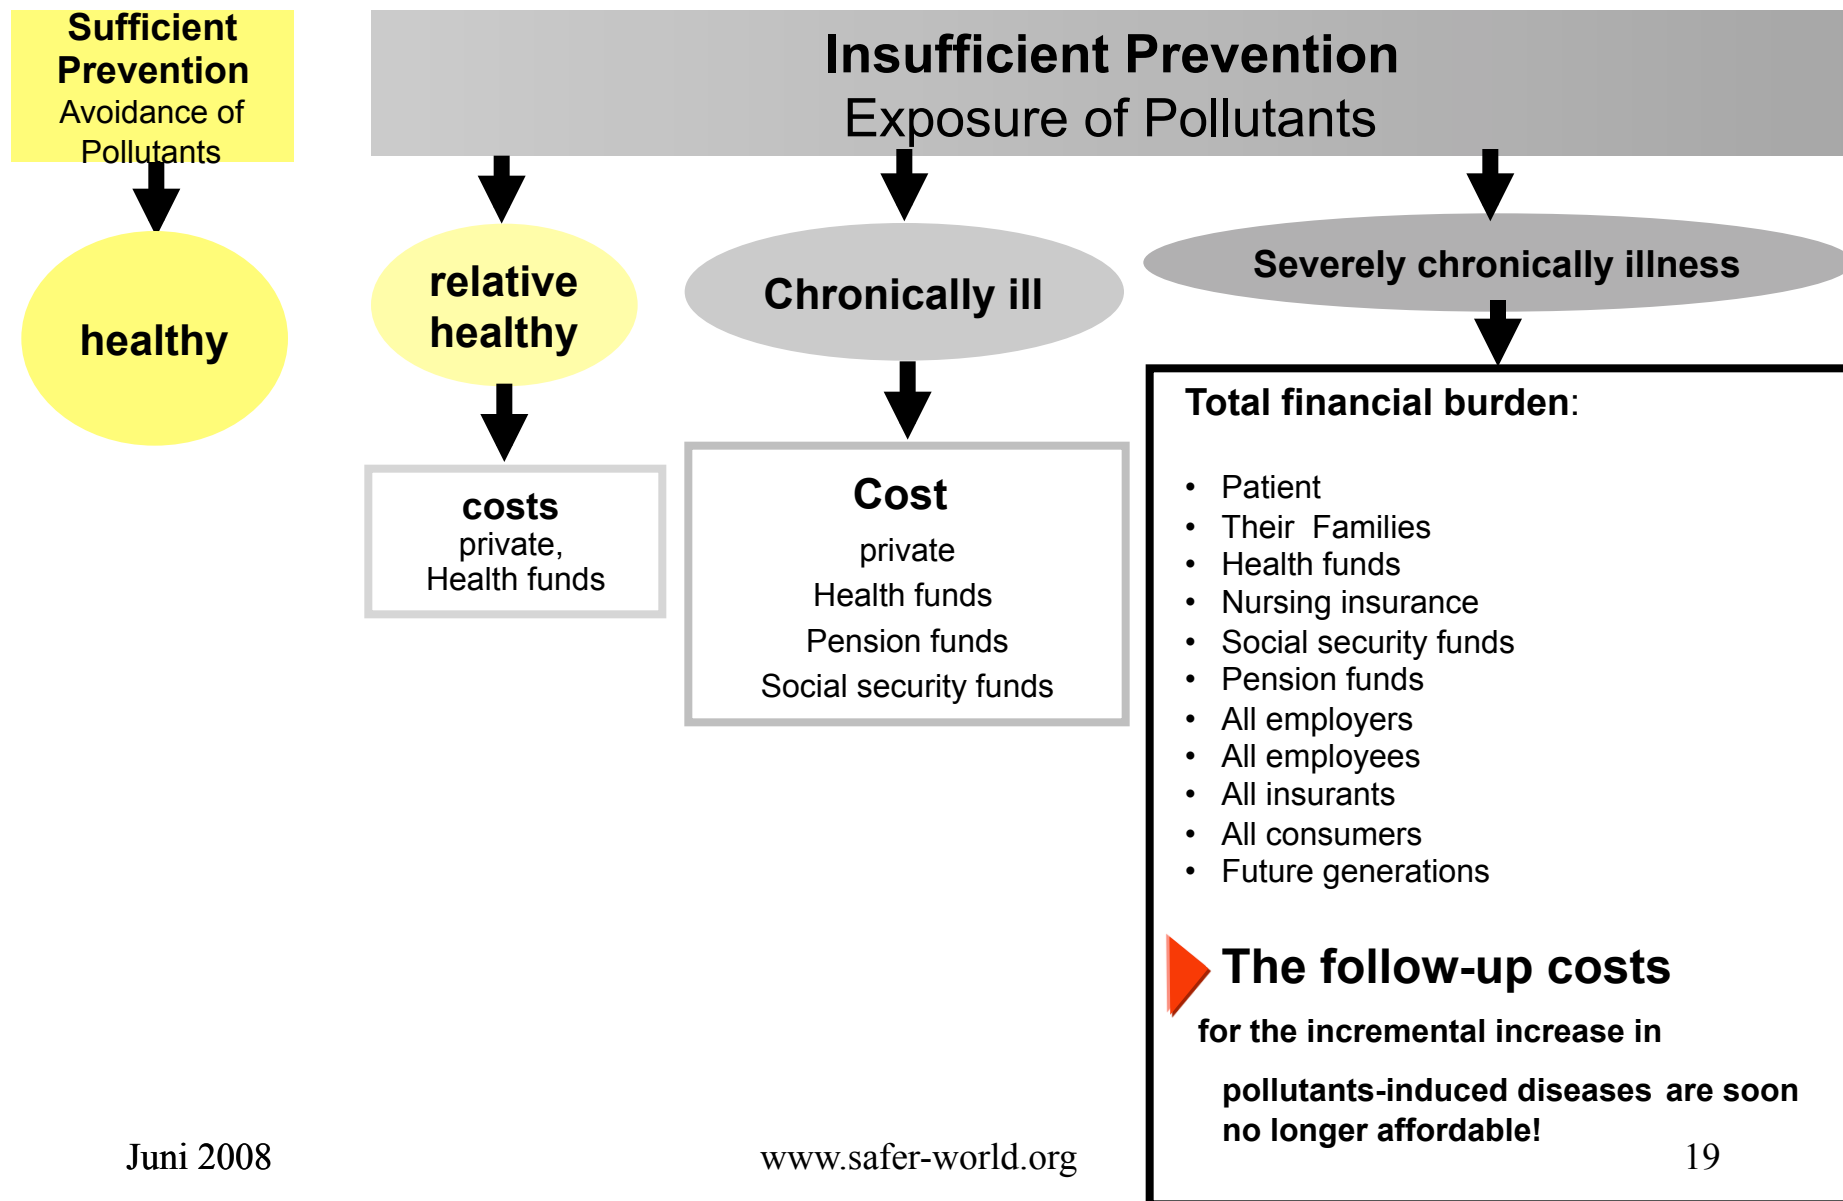 Sufficient
Prevention
Avoidance of
Pollutants
healthy
Insufficient Prevention
Exposure of Pollutants
relative
healthy
costs
private,
Health funds
Chronically ill
Cost
private
Health funds
Pension funds
Social security funds
Severely chronically illness
Total financial burden:
• Patient
• Their Families
• Health funds
• Nursing insurance
• Social security funds
• Pension funds
• All employers
• All employees
• All insurants
• All consumers
• Future generations
The follow-up costs
for the incremental increase in
pollutants-induced diseases are soon
no longer affordable!
Juni 2008
www.safer-world.org
19